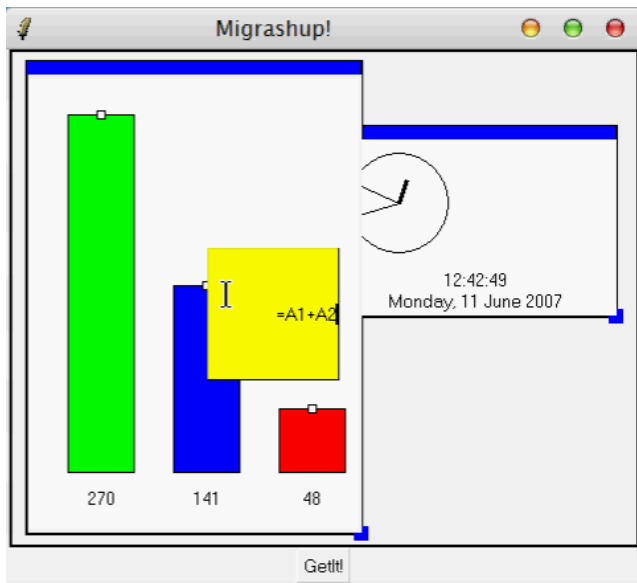 Migrashup!
=A1+A2
12:42:49
Monday, 11 June 2007
270 141 48
GetIt!